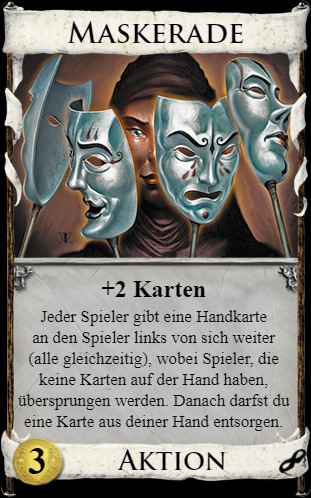 MASKERADE
+2 Karten
Jeder Spieler gibt eine Handkarte
an den Spieler links von sich weiter
(alle gleichzeitig), wobei Spieler, die
keine Karten auf der Hand haben,
übersprungen werden. Danach darfst du
eine Karte aus deiner Hand entsorgen.
3
AKTION